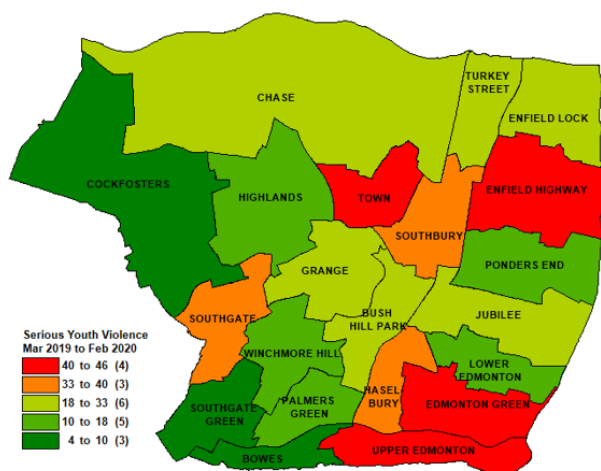 TURKEY
STREET
CHASE
ENFIELD LOCK
COCKFOSTERS
HIGHLANDS
TOWN
ENFIELD HIGHWAY
SOUTHBURY
GRANGE
PONDERS END
SOUTHGATE
BUSH
HILL PARK
JUBILEE
Serious Youth Violence
Mar 2019 to Feb 2020
40 to 46 (4)
33 to 40 (3)
18 to 33 (6)
10 to 18 (5)
4 to 10 (3)
WINCHMORE HILL
LOWER
EDMONTON
HASEL
BURY
PALMERS
GREEN
SOUTHGATE
GREEN
EDMONTON GREEN
UPPER EDMONTON
BOWES